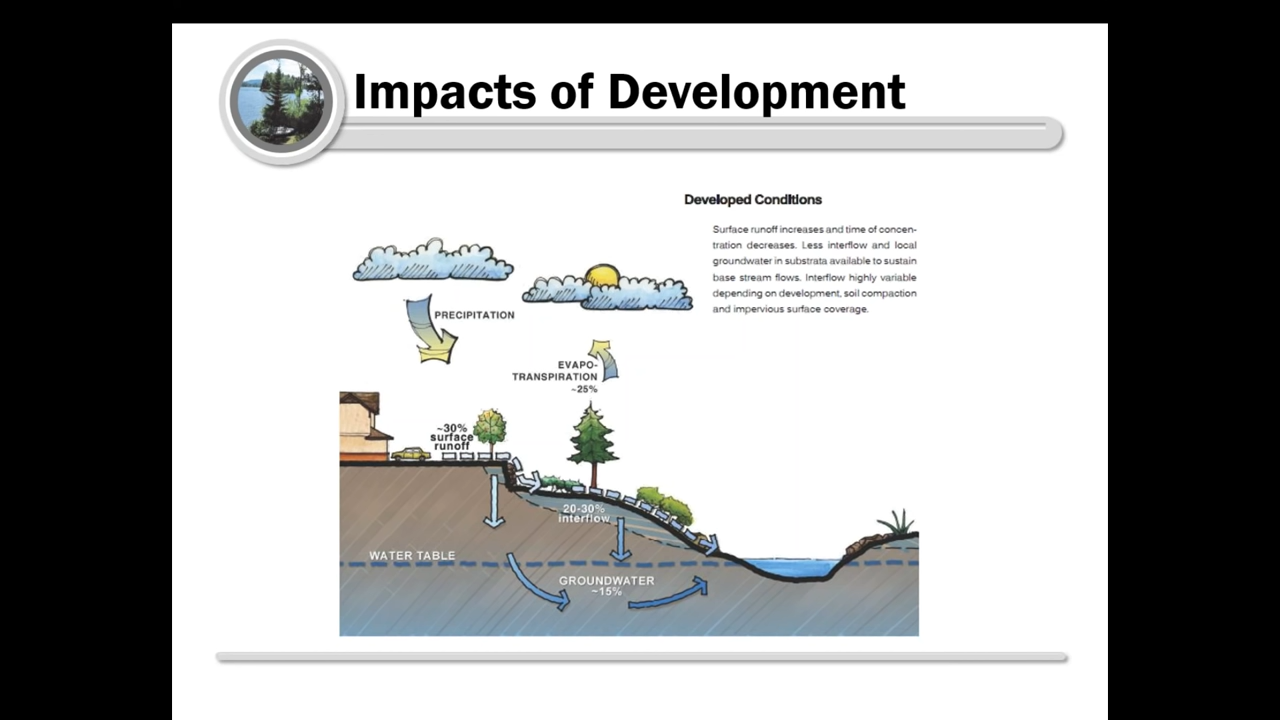 Impacts of Development
Developed Conditions
Surface runoff increases and time of concen-
tration decreases. Less interflow and local
groundwater in substrata available to sustain
base stream flows. Interflow highly variable
depending on development, soil compaction
and impervious surface coverage.
PRECIPITATION
EVAPO-
TRANSPIRATION
~25%
~30%
surface
runoff
20-30%
interflow
WATER TABLE
GROUNDWATER
~15%